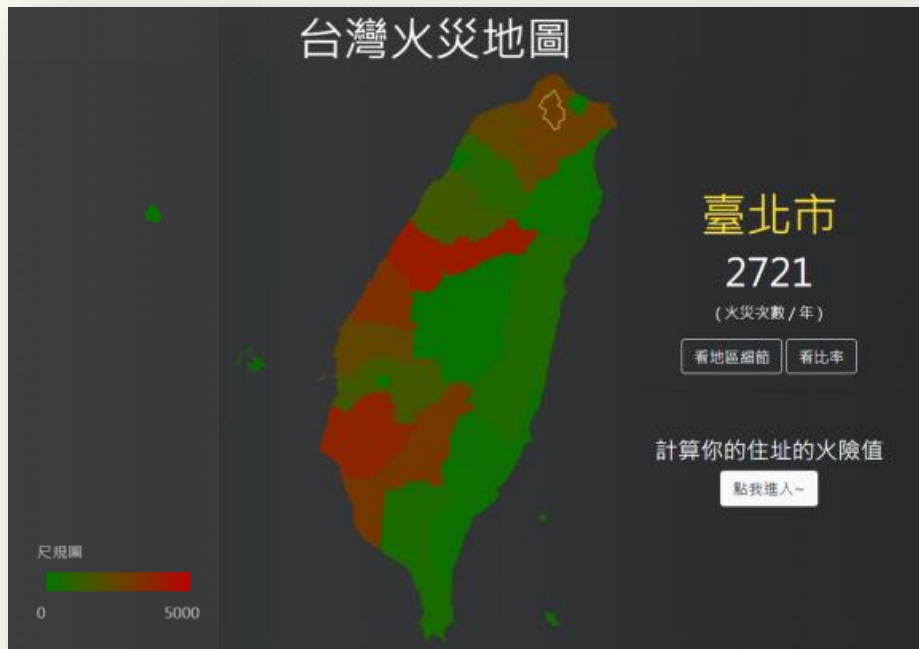 台灣火災地圖
臺北市
2721
(火災次數/年)
看地區細節 看比率
計算你的住址的火險值
點我進入~
尺規圖
0 5000